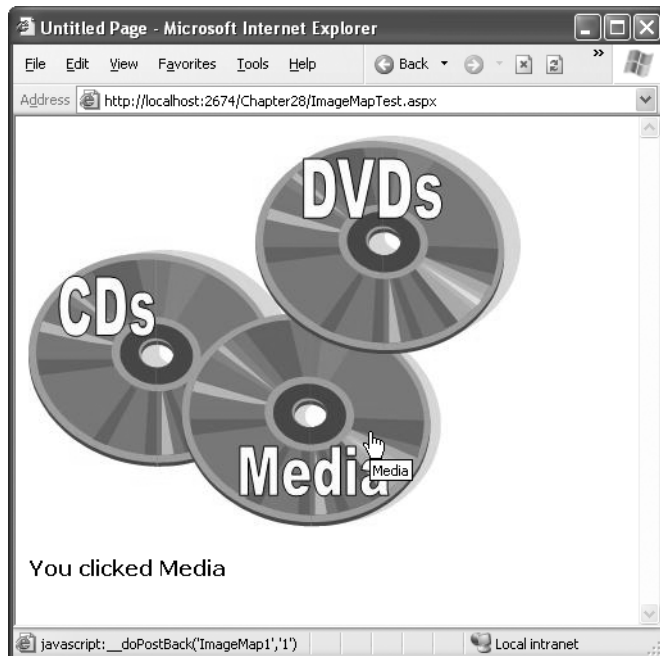 Untitled Page - Microsoft Internet Explorer
File Edit View Favorites Tools Help Back »
Address http://localhost:2674/Chapter28/ImageMapTest.aspx
DVDs
CDs
Media
Media
You clicked Media
javascript:__doPostBack('ImageMap1','1') Local intranet